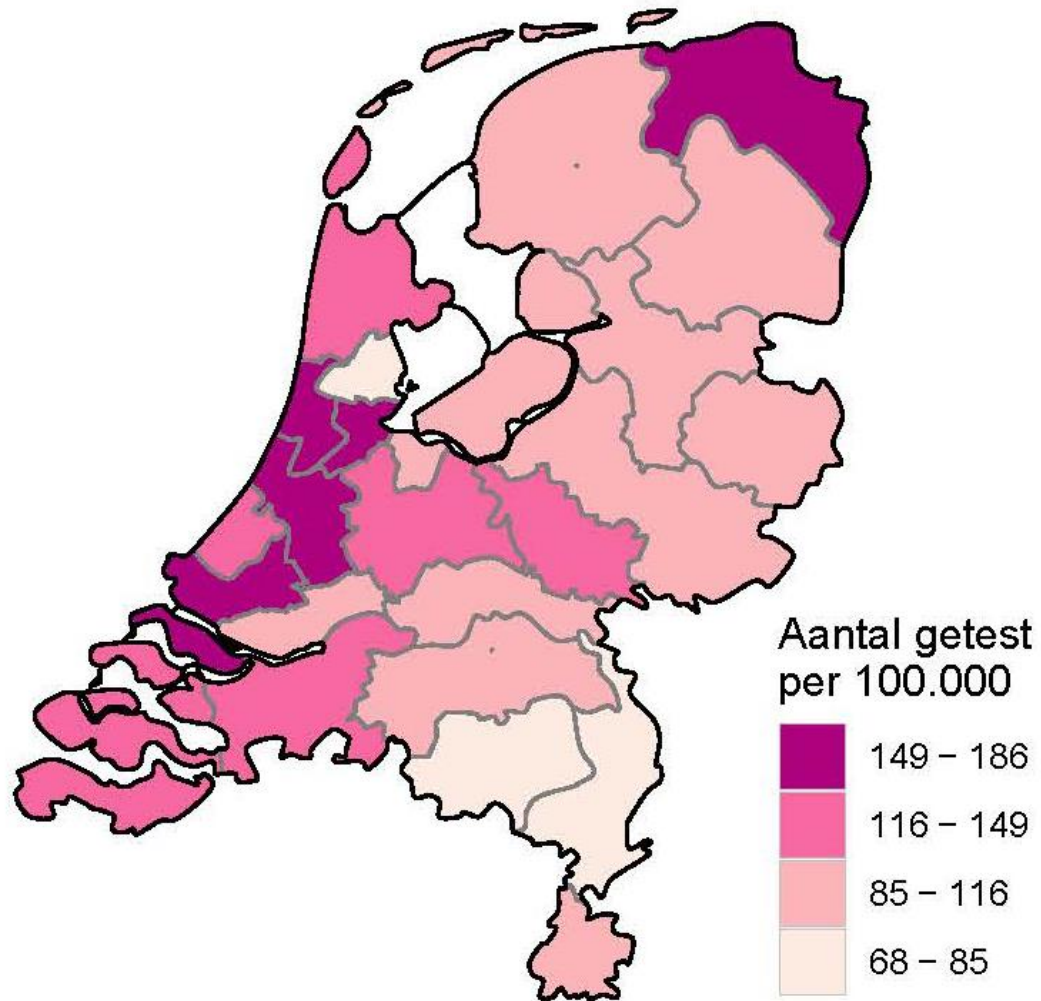 Aantal getest
per 100.000
149 – 186
116 – 149
85 – 116
68 – 85